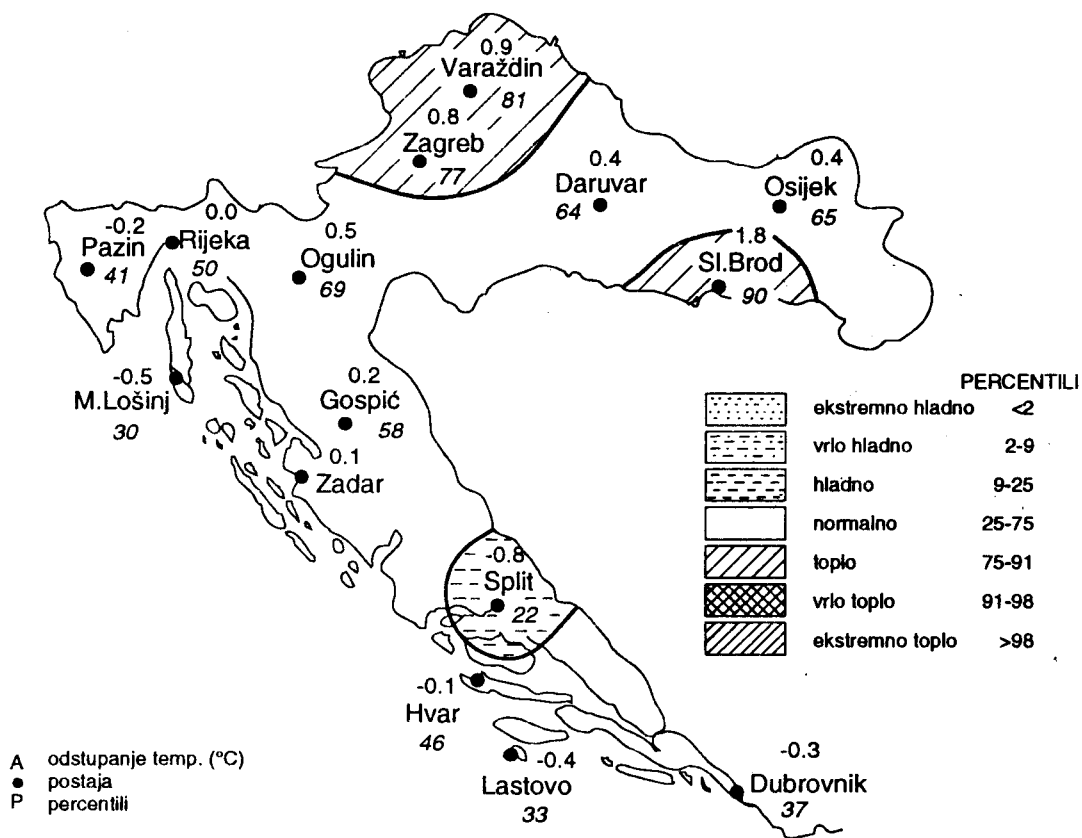 0.9
Varaždin
81
0.8
Zagreb
77
0.4
Daruvar
64
0.4
Osijek
65
1.8
Sl.Brod
90
-0.2
Pazin
41
0.0
Rijeka
50
0.5
Ogulin
69
-0.5
M.Lošinj
30
0.2
Gospić
58
0.1
Zadar
-0.8
Split
22
-0.1
Hvar
46
-0.4
Lastovo
33
-0.3
Dubrovnik
37
PERCENTILI
ekstremno hladno <2
vrlo hladno 2-9
hladno 9-25
normalno 25-75
toplo 75-91
vrlo toplo 91-98
ekstremno toplo >98
A odstupanje temp. (°C)
● postaja
P percentili